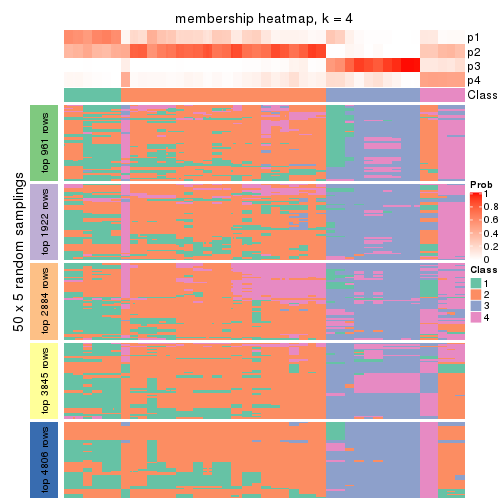 membership heatmap, k = 4
p1
p2
p3
p4
Class
50 x 5 random samplings
top 961 rows
top 1922 rows
top 2884 rows
top 3845 rows
top 4806 rows
Prob
1
0.8
0.6
0.4
0.2
0
Class
1
2
3
4